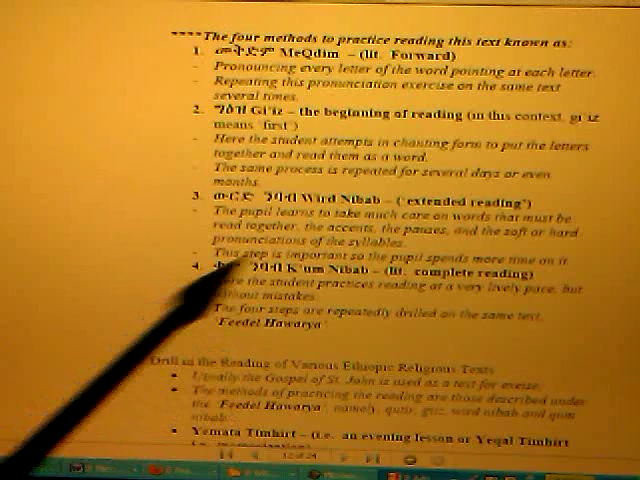 ****The four methods to practice reading this text known as:
1. መቅድም MeQdim – (lit. Forward)
- Pronouncing every letter of the word pointing at each letter.
- Repeating this pronunciation exercise on the same text
several times.
2. ግእዝ Gi'iz – the beginning of reading (in this context, gi'iz
means 'first')
- Here the student attempts in chanting form to put the letters
together and read them as a word.
- The same process is repeated for several days or even
months.
3. ውርድ ንባብ Wird Nibab – ('extended reading')
- The pupil learns to take much care on words that must be
read together, the accents, the pauses, and the soft or hard
pronunciations of the syllables.
- This step is important so the pupil spends more time on it.
4. ንባብ K'um Nibab – (lit. complete reading)
the student practices reading at a very lively pace, but
without mistakes.
The four steps are repeatedly drilled on the same text,
'Feedel Hawarya'
Drill in the Reading of Various Ethiopic Religious Texts
• Usually the Gospel of St. John is used as a text for
• The methods of practicing the reading are those described under
the 'Feedel Hawarya', namely, giiz, wird nibab and qum
nibab.
• Yemata Timhirt – (i.e. an evening lesson or Yeqal Timhirt
12 of 24